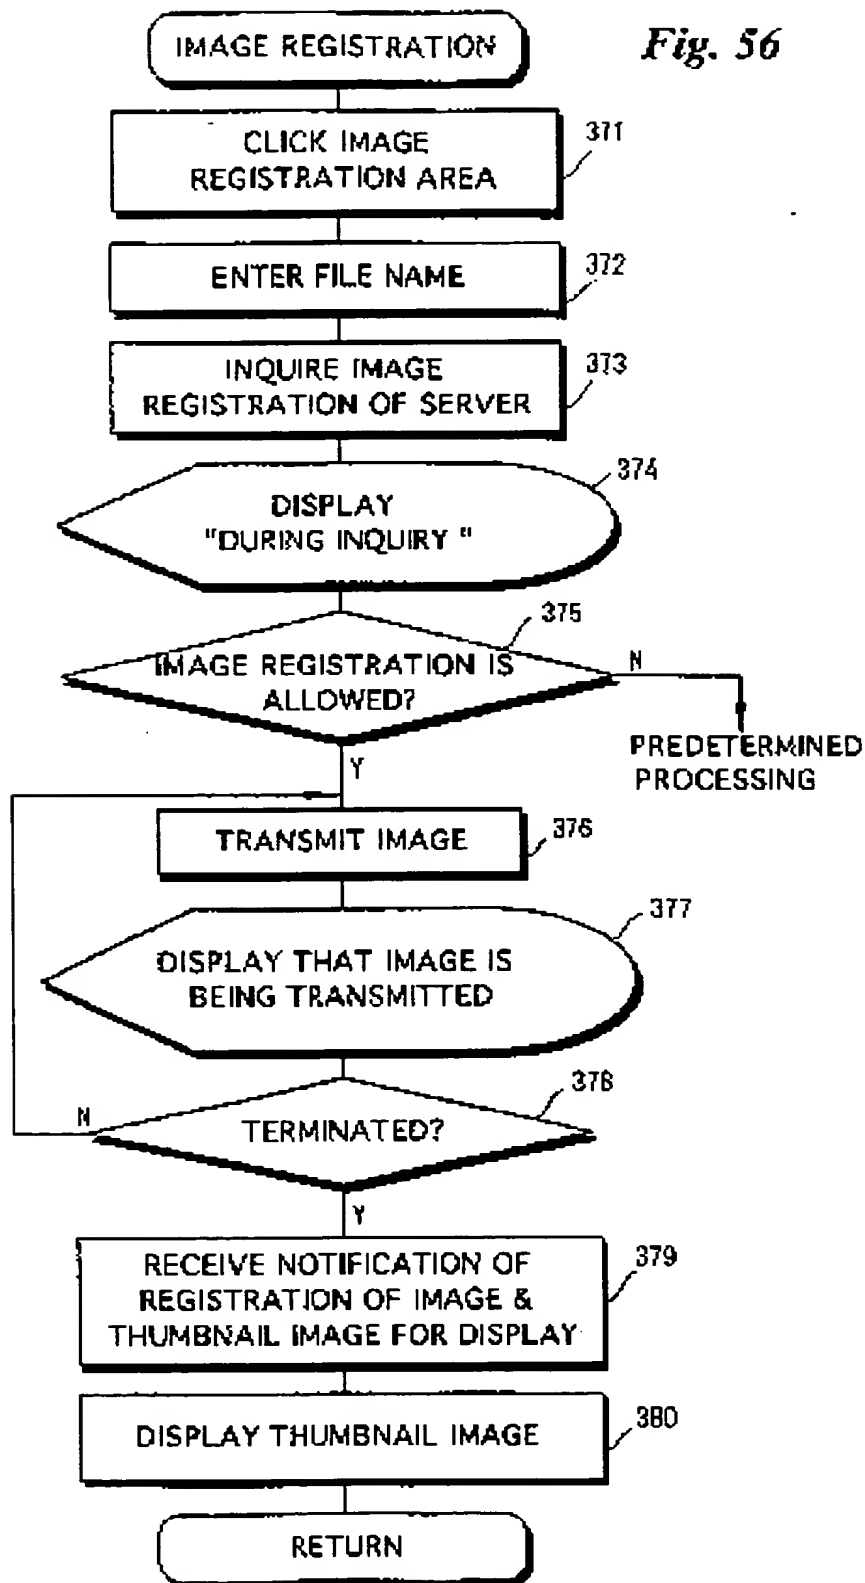 IMAGE REGISTRATION
Fig. 56
CLICK IMAGE
REGISTRATION AREA
371
ENTER FILE NAME
372
INQUIRE IMAGE
REGISTRATION OF SERVER
373
DISPLAY
"DURING INQUIRY "
374
IMAGE REGISTRATION IS
ALLOWED?
375
N
PREDETERMINED
PROCESSING
Y
TRANSMIT IMAGE
376
DISPLAY THAT IMAGE IS
BEING TRANSMITTED
377
TERMINATED?
378
N
Y
RECEIVE NOTIFICATION OF
REGISTRATION OF IMAGE &
THUMBNAIL IMAGE FOR DISPLAY
379
DISPLAY THUMBNAIL IMAGE
380
RETURN